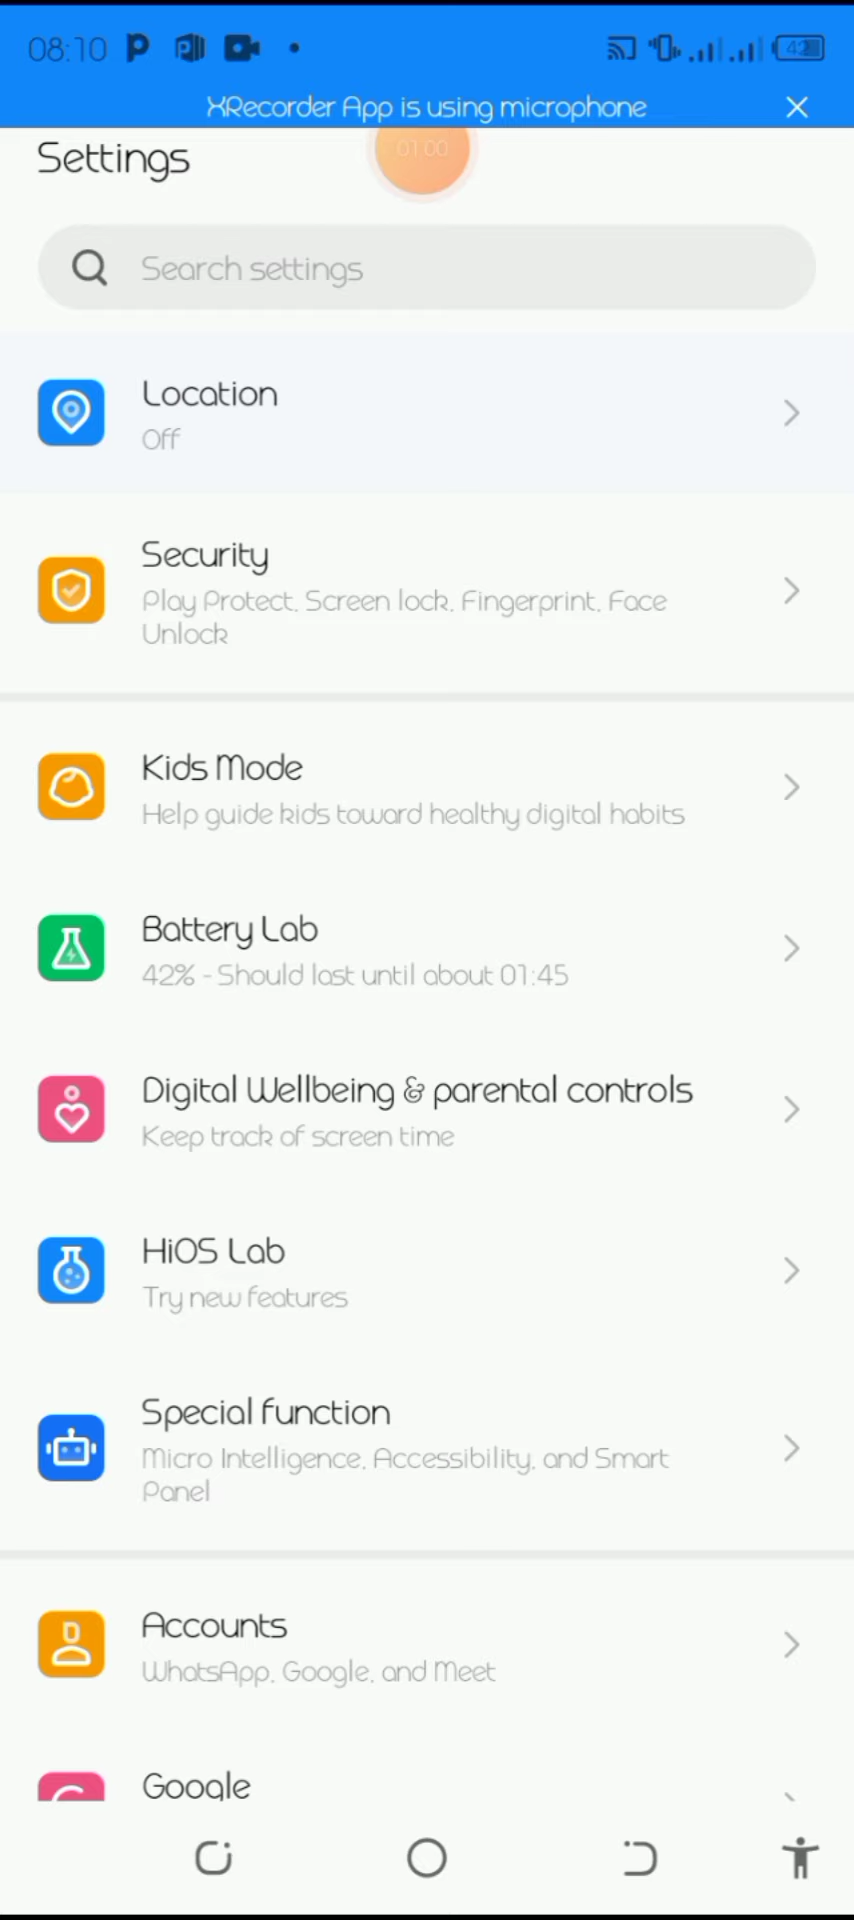 08:10
42
XRecorder App is using microphone
Settings
01:00
Search settings
Location
Off
Security
Play Protect, Screen lock, Fingerprint, Face
Unlock
Kids Mode
Help guide kids toward healthy digital habits
Battery Lab
42% - Should last until about 01:45
Digital Wellbeing & parental controls
Keep track of screen time
HiOS Lab
Try new features
Special function
Micro Intelligence, Accessibility, and Smart
Panel
Accounts
WhatsApp, Google, and Meet
Google